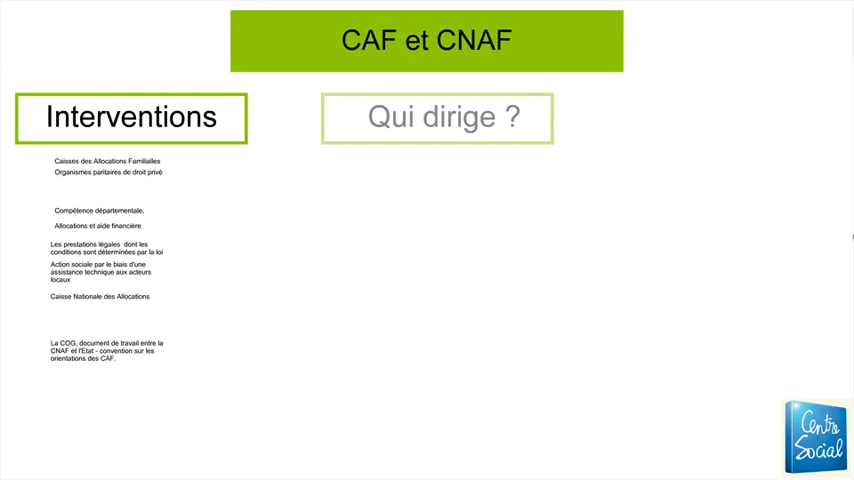 CAF et CNAF
Interventions
Qui dirige ?
Caisses des Allocations Familialles
Organismes paritaires de droit privé
Compétence départementale,
Allocations et aide financière
Les prestations légales dont les
conditions sont déterminées par la loi
Action sociale par le biais d'une
assistance technique aux acteurs
locaux
Caisse Nationale des Allocations
La COG, document de travail entre la
CNAF et l'Etat - convention sur les
orientations des CAF.
Centre
Social